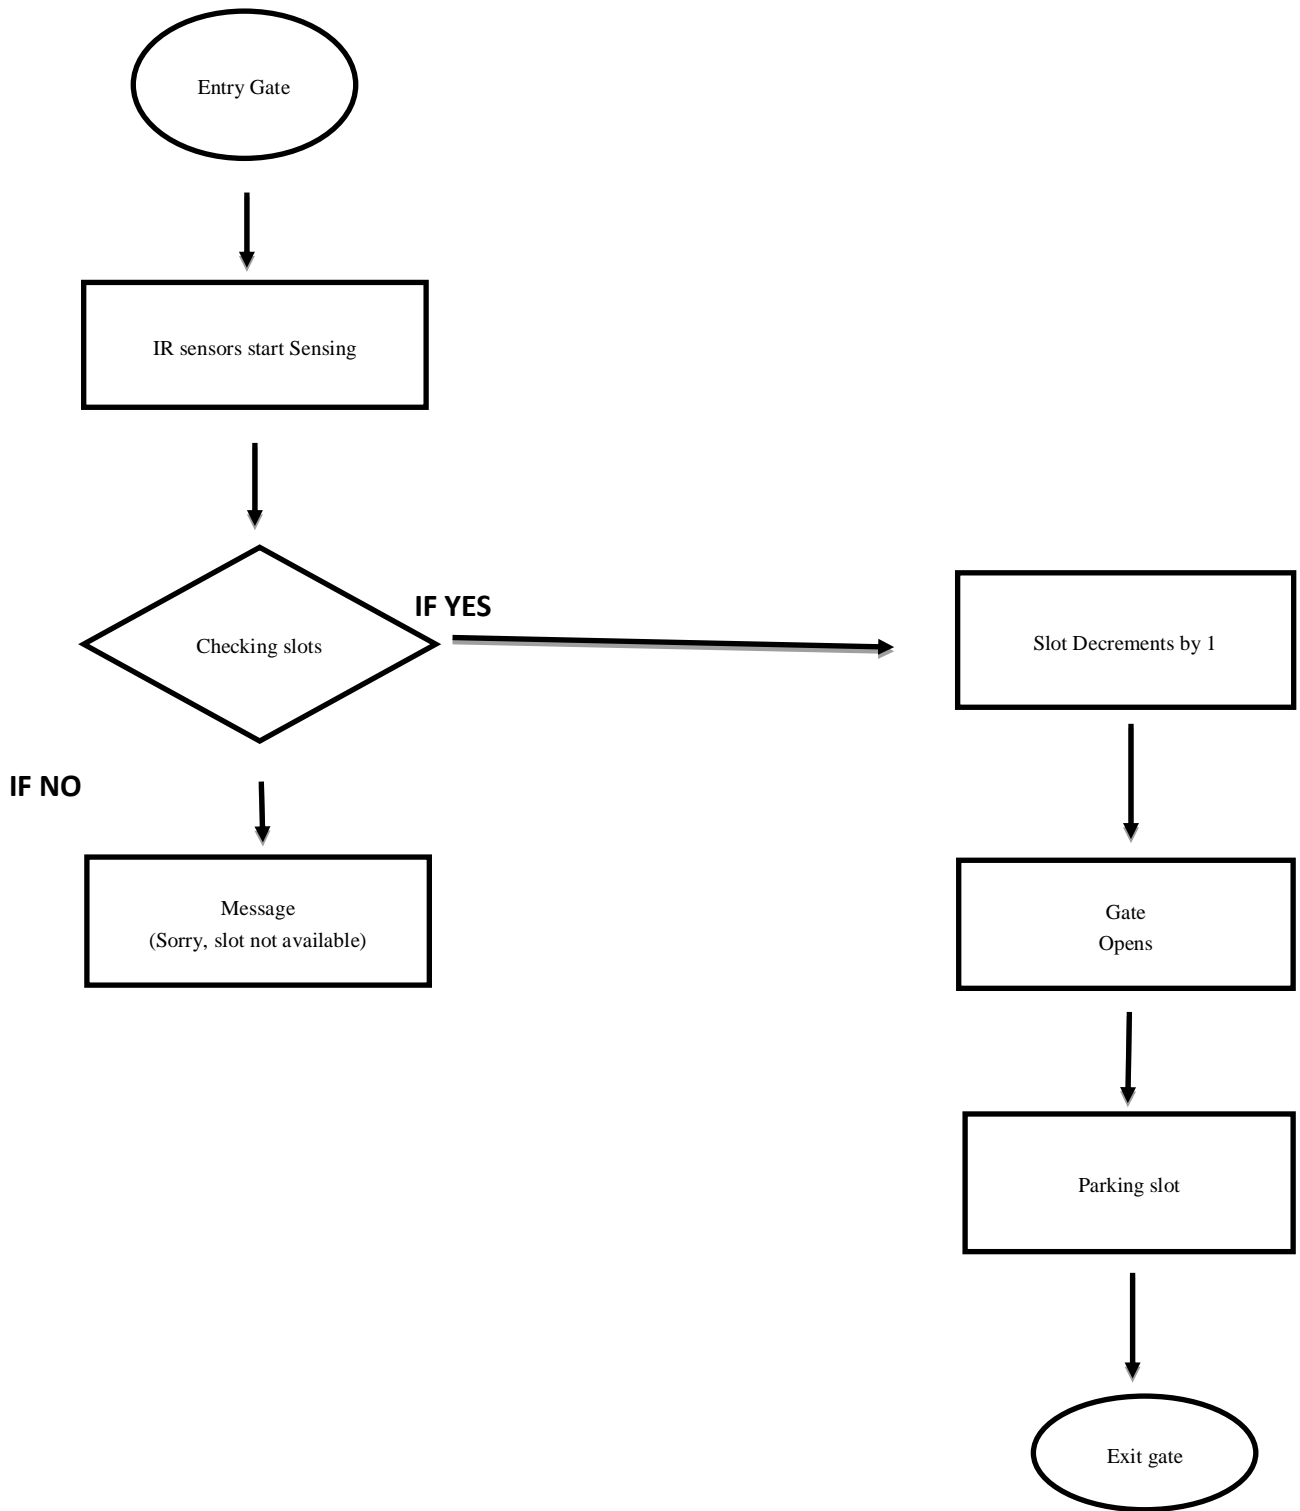 Entry Gate
IR sensors start Sensing
Checking slots
IF YES
Slot Decrements by 1
IF NO
Message
(Sorry, slot not available)
Gate
Opens
Parking slot
Exit gate